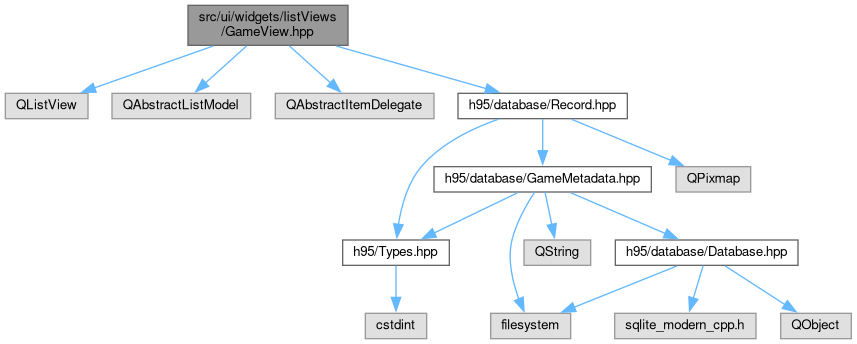 src/ui/widgets/listViews
/GameView.hpp
QListView
QAbstractListModel
QAbstractItemDelegate
h95/database/Record.hpp
h95/database/GameMetadata.hpp
QPixmap
h95/Types.hpp
QString
h95/database/Database.hpp
cstdint
filesystem
sqlite_modern_cpp.h
QObject